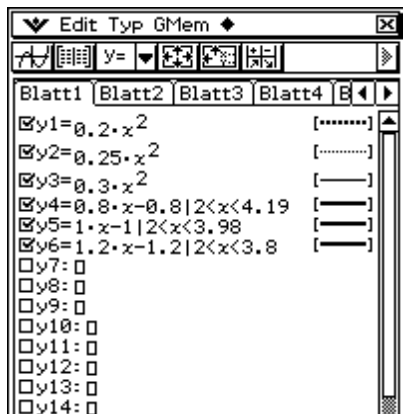 Edit Typ GMem
y=
Blatt1 Blatt2 Blatt3 Blatt4 B
y1=0.2·x²
y2=0.25·x²
y3=0.3·x²
y4=0.8·x-0.8|2<x<4.19
y5=1·x-1|2<x<3.98
y6=1.2·x-1.2|2<x<3.8
y7:
y8:
y9:
y10:
y11:
y12:
y13:
y14: